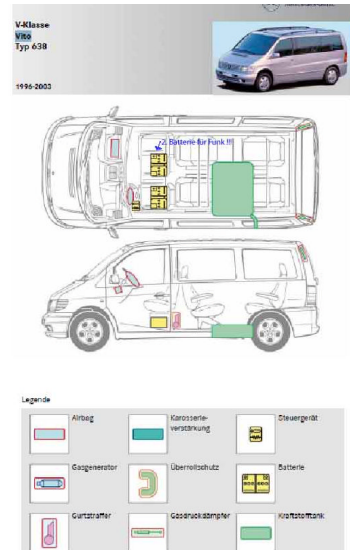 V-Klasse
Vito
Typ 638
1996-2003
2. Batterie für Funk !!!
Legende
Airbag
Karosserie-
verstärkung
Steuergerät
Gasgenerator
Überrollschutz
Batterie
Gurtstraffer
Gasdruckdämpfer
Kraftstofftank